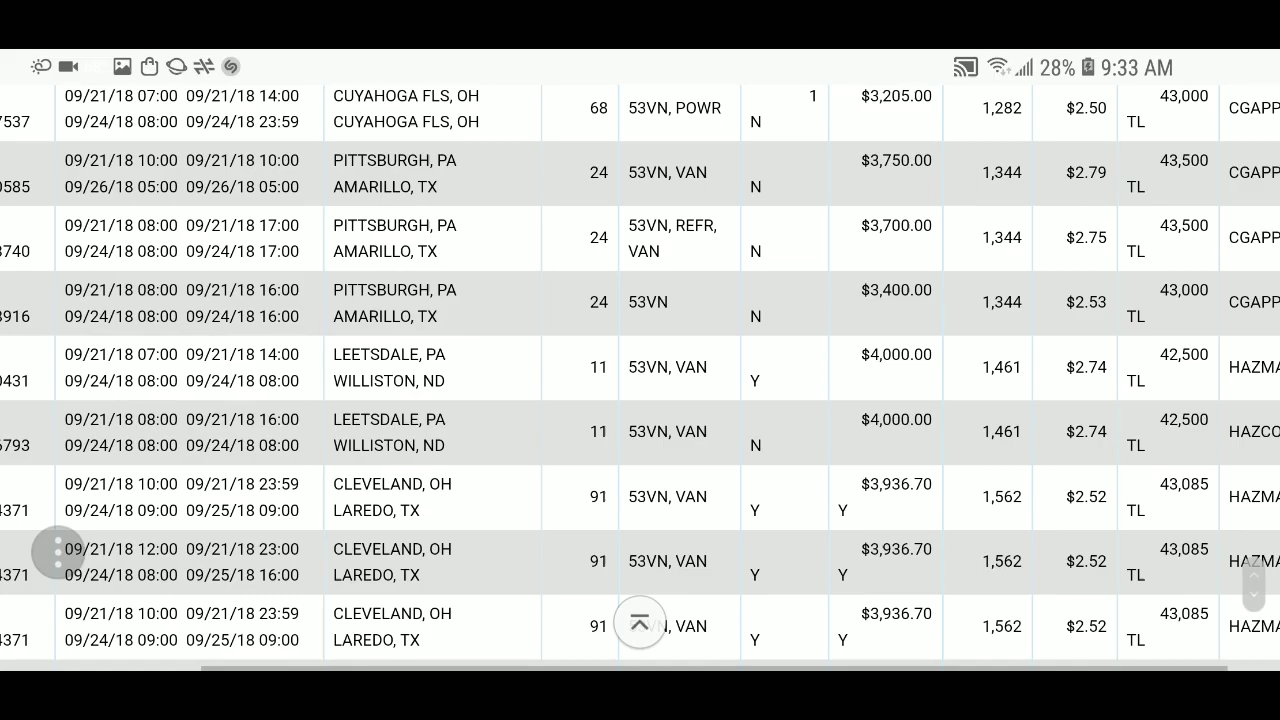 28% 9:33 AM
09/21/18 07:00 09/21/18 14:00 CUYAHOGA FLS, OH 1 $3,205.00 43,000
7537 09/24/18 08:00 09/24/18 23:59 CUYAHOGA FLS, OH 68 53VN, POWR N 1,282 $2.50 TL CGAPP
09/21/18 10:00 09/21/18 10:00 PITTSBURGH, PA $3,750.00 43,500
0585 09/26/18 05:00 09/26/18 05:00 AMARILLO, TX 24 53VN, VAN N 1,344 $2.79 TL CGAPP
09/21/18 08:00 09/21/18 17:00 PITTSBURGH, PA 53VN, REFR, $3,700.00 43,500
3740 09/24/18 08:00 09/24/18 17:00 AMARILLO, TX 24 VAN N 1,344 $2.75 TL CGAPP
09/21/18 08:00 09/21/18 16:00 PITTSBURGH, PA $3,400.00 43,000
3916 09/24/18 08:00 09/24/18 16:00 AMARILLO, TX 24 53VN N 1,344 $2.53 TL CGAPP
09/21/18 07:00 09/21/18 14:00 LEETSDALE, PA $4,000.00 42,500
0431 09/24/18 08:00 09/24/18 08:00 WILLISTON, ND 11 53VN, VAN Y 1,461 $2.74 TL HAZMA
09/21/18 08:00 09/21/18 16:00 LEETSDALE, PA $4,000.00 42,500
6793 09/24/18 08:00 09/24/18 08:00 WILLISTON, ND 11 53VN, VAN N 1,461 $2.74 TL HAZCO
09/21/18 10:00 09/21/18 23:59 CLEVELAND, OH $3,936.70 43,085
4371 09/24/18 09:00 09/25/18 09:00 LAREDO, TX 91 53VN, VAN Y Y 1,562 $2.52 TL HAZMA
09/21/18 12:00 09/21/18 23:00 CLEVELAND, OH $3,936.70 43,085
4371 09/24/18 08:00 09/25/18 16:00 LAREDO, TX 91 53VN, VAN Y Y 1,562 $2.52 TL HAZMA
09/21/18 10:00 09/21/18 23:59 CLEVELAND, OH $3,936.70 43,085
4371 09/24/18 09:00 09/25/18 09:00 LAREDO, TX 91 VAN Y Y 1,562 $2.52 TL HAZMA